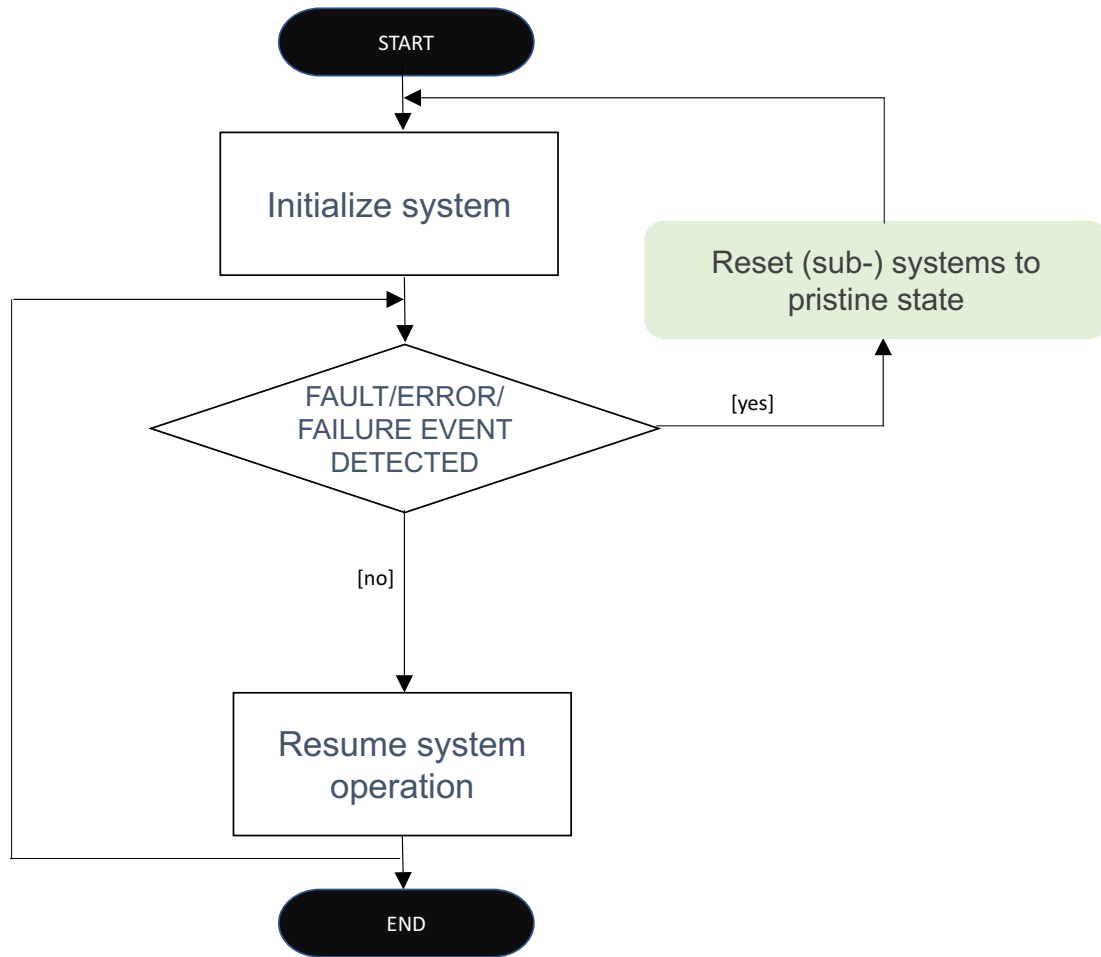 START
Initialize system
Reset (sub-) systems to
pristine state
FAULT/ERROR/
FAILURE EVENT
DETECTED
[yes]
[no]
Resume system
operation
END